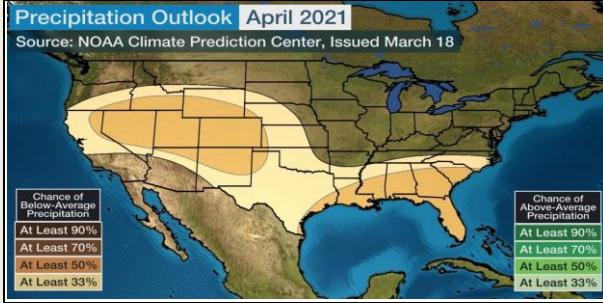 Precipitation Outlook April 2021
Source: NOAA Climate Prediction Center, Issued March 18
Chance of
Below-Average
Precipitation
At Least 90%
At Least 70%
At Least 50%
At Least 33%
Chance of
Above-Average
Precipitation
At Least 90%
At Least 70%
At Least 50%
At Least 33%